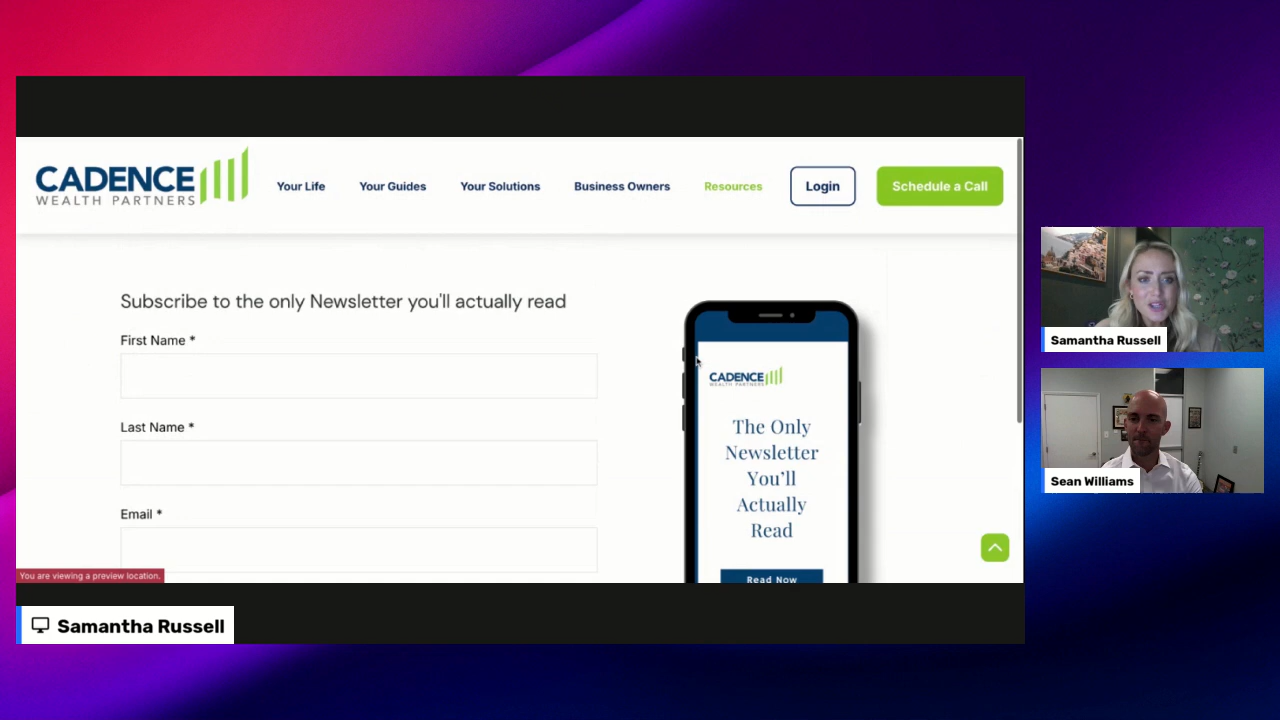 CADENCE
WEALTH PARTNERS
Your Life
Your Guides
Your Solutions
Business Owners
Resources
Login
Schedule a Call
Subscribe to the only Newsletter you'll actually read
First Name *
Last Name *
Email *
CADENCE
WEALTH PARTNERS
The Only
Newsletter
You'll
Actually
Read
Read Now
You are viewing a preview location.
Samantha Russell
Samantha Russell
Sean Williams